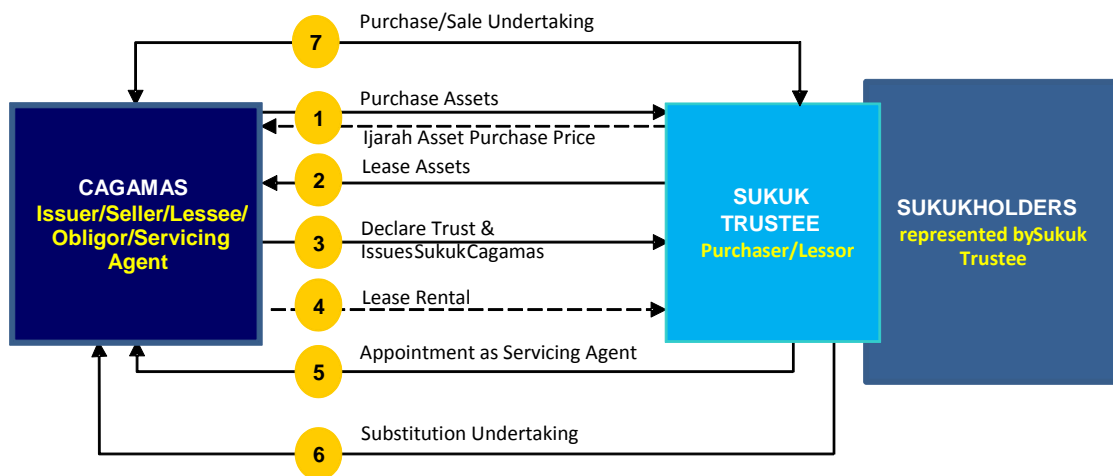 Purchase/Sale Undertaking
7
Purchase Assets
1
Ijarah Asset Purchase Price
Lease Assets
2
CAGAMAS
Issuer/Seller/Lessee/
Obligor/Servicing
Agent
Declare Trust &
3
IssuesSukukCagamas
Lease Rental
4
Appointment as Servicing Agent
5
Substitution Undertaking
6
SUKUK
TRUSTEE
Purchaser/Lessor
SUKUKHOLDERS
represented bySukuk
Trustee